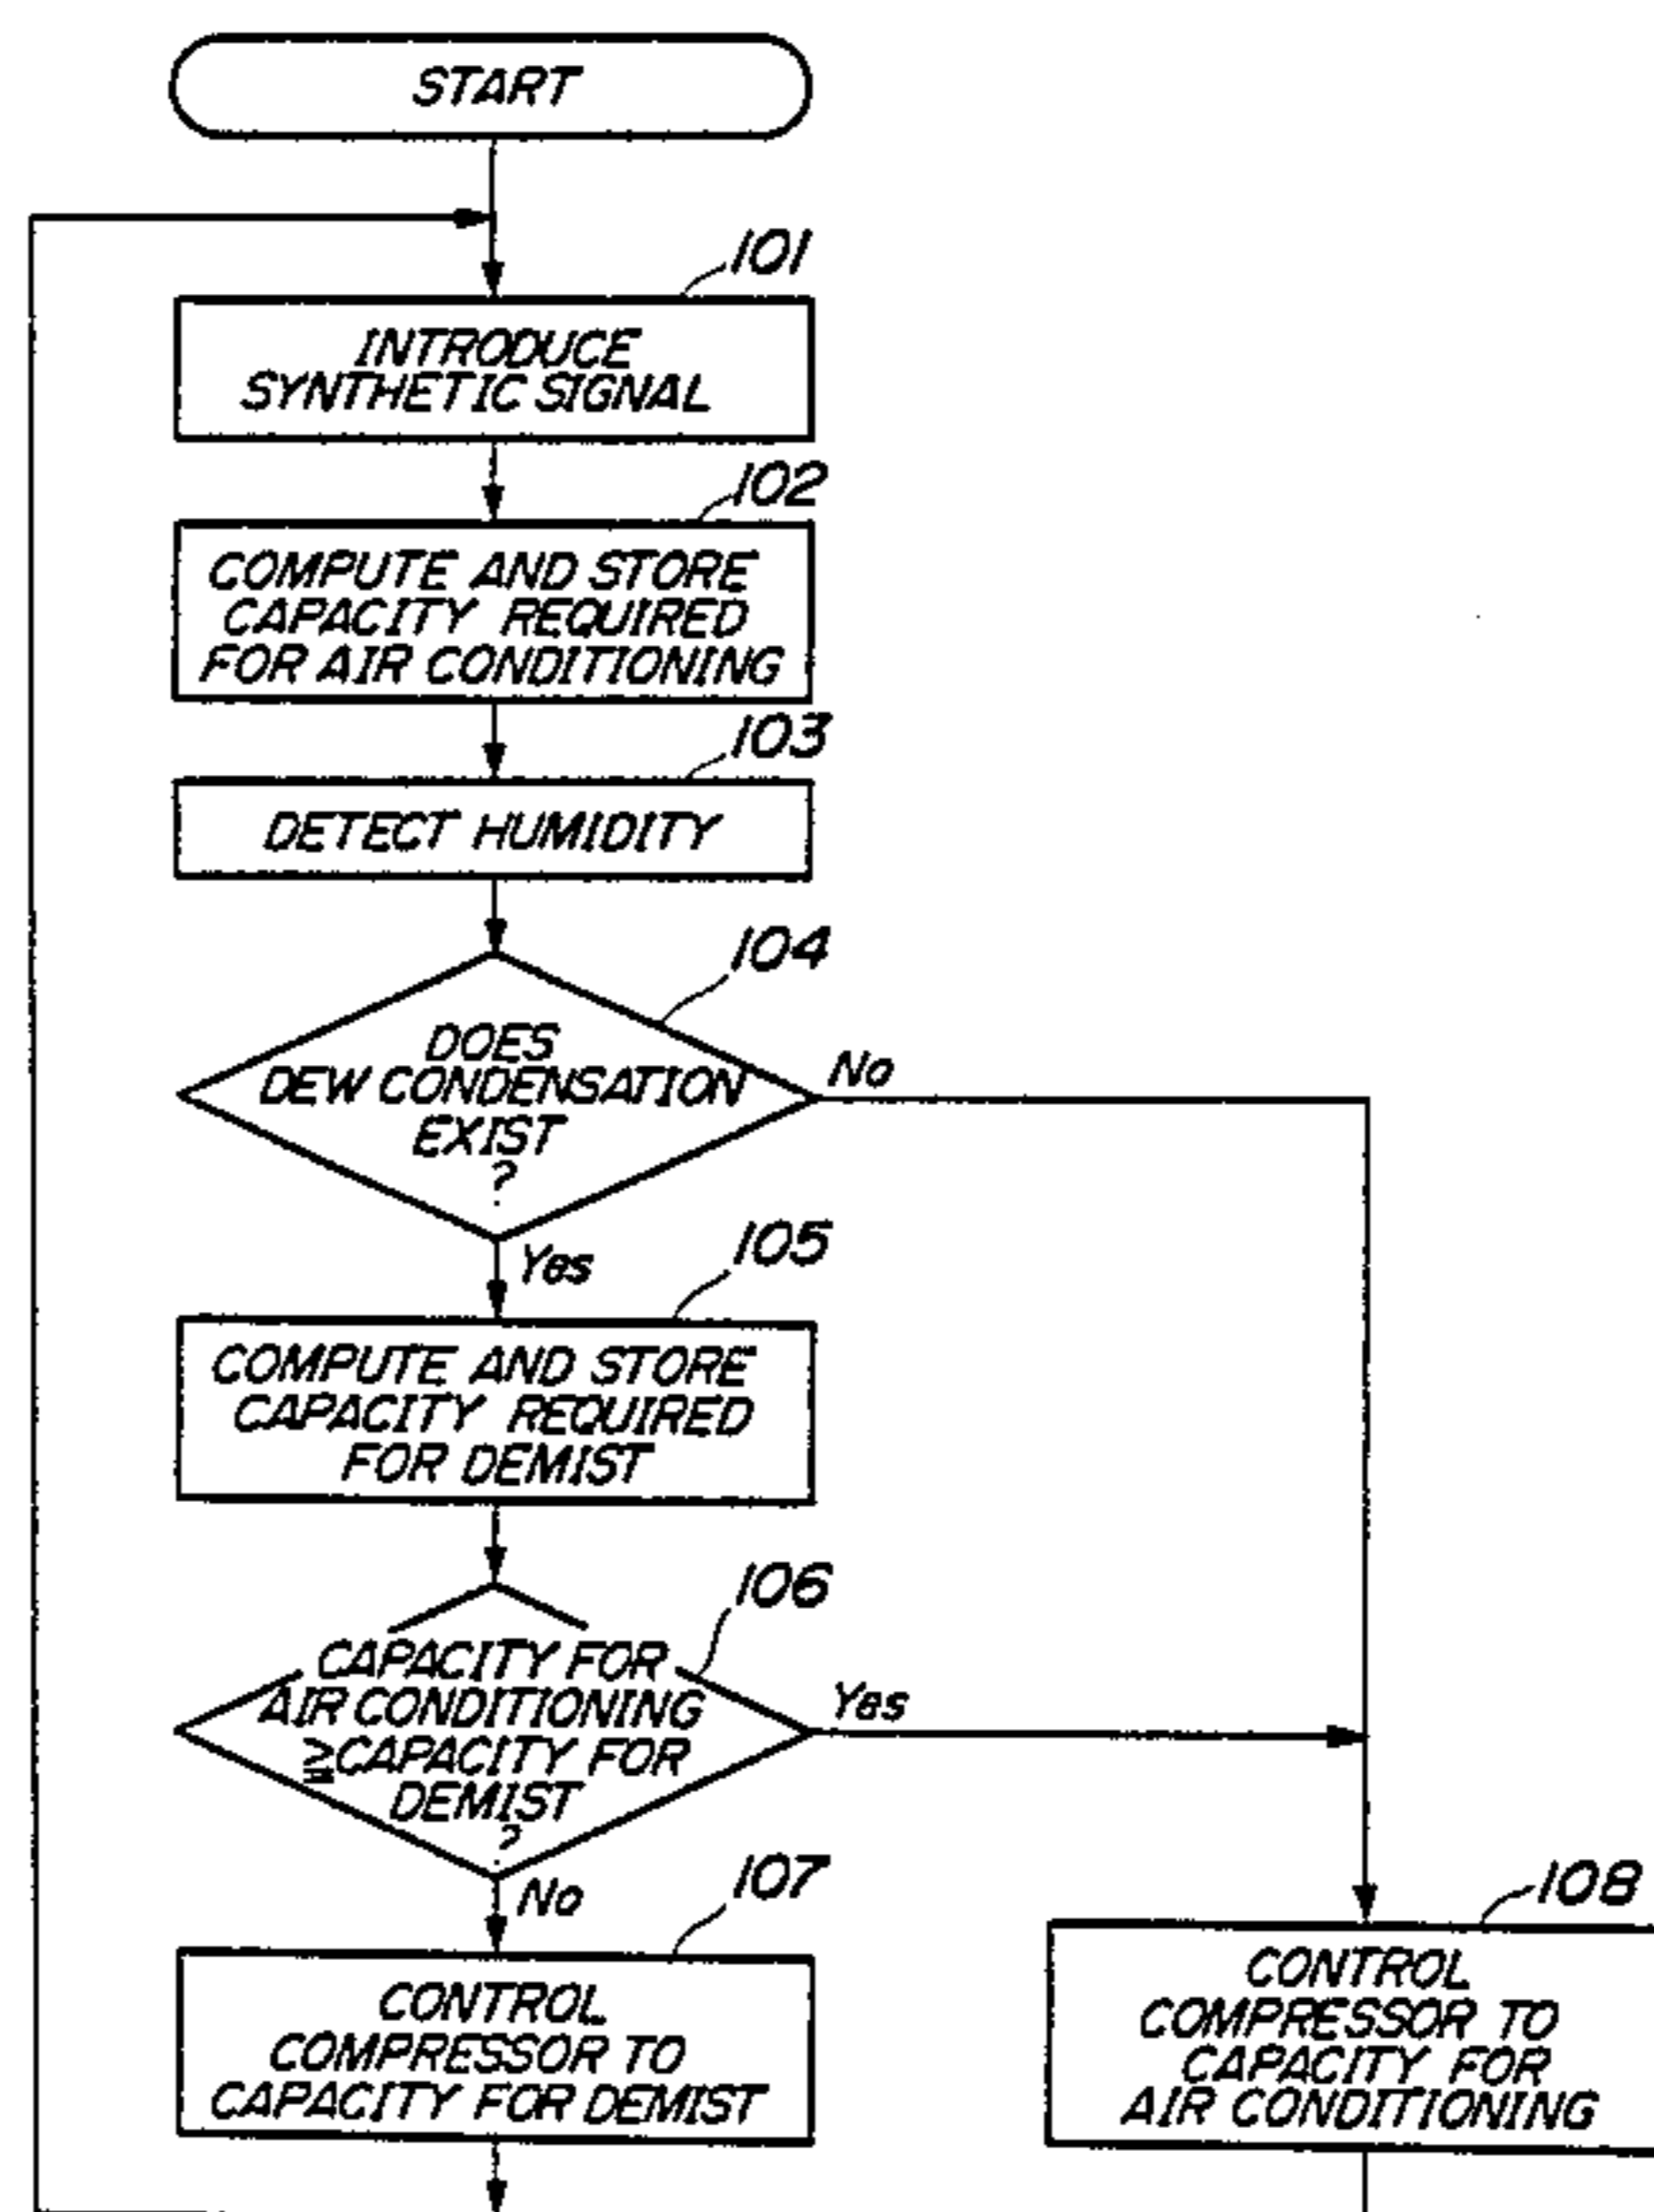 START
101
INTRODUCE
SYNTHETIC SIGNAL
102
COMPUTE AND STORE
CAPACITY REQUIRED
FOR AIR CONDITIONING
103
DETECT HUMIDITY
104
DOES
DEW CONDENSATION
EXIST
?
No
Yes
105
COMPUTE AND STORE
CAPACITY REQUIRED
FOR DEMIST
106
CAPACITY FOR
AIR CONDITIONING
≧CAPACITY FOR
DEMIST
?
Yes
No
107
CONTROL
COMPRESSOR TO
CAPACITY FOR DEMIST
108
CONTROL
COMPRESSOR TO
CAPACITY FOR
AIR CONDITIONING